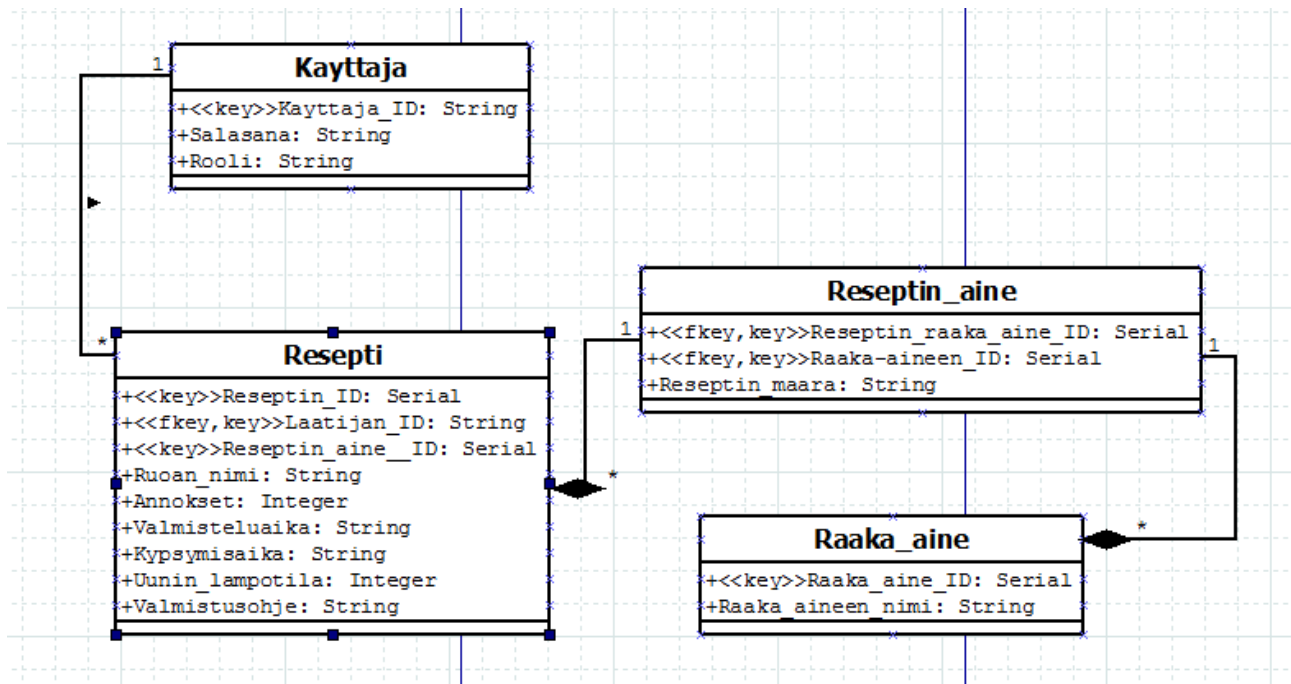 1
Kayttaja
+<<key>>Kayttaja_ID: String
+Salasana: String
+Rooli: String
*
Resepti
+<<key>>Reseptin_ID: Serial
+<<fkey,key>>Laatijan_ID: String
+<<key>>Reseptin_aine__ID: Serial
+Ruoan_nimi: String
+Annokset: Integer
+Valmisteluaika: String
+Kypsymisaika: String
+Uunin_lampotila: Integer
+Valmistusohje: String
*
1
Reseptin_aine
+<<fkey,key>>Reseptin_raaka_aine_ID: Serial
+<<fkey,key>>Raaka-aineen_ID: Serial
+Reseptin_maara: String
1
Raaka_aine
+<<key>>Raaka_aine_ID: Serial
+Raaka_aineen_nimi: String
*